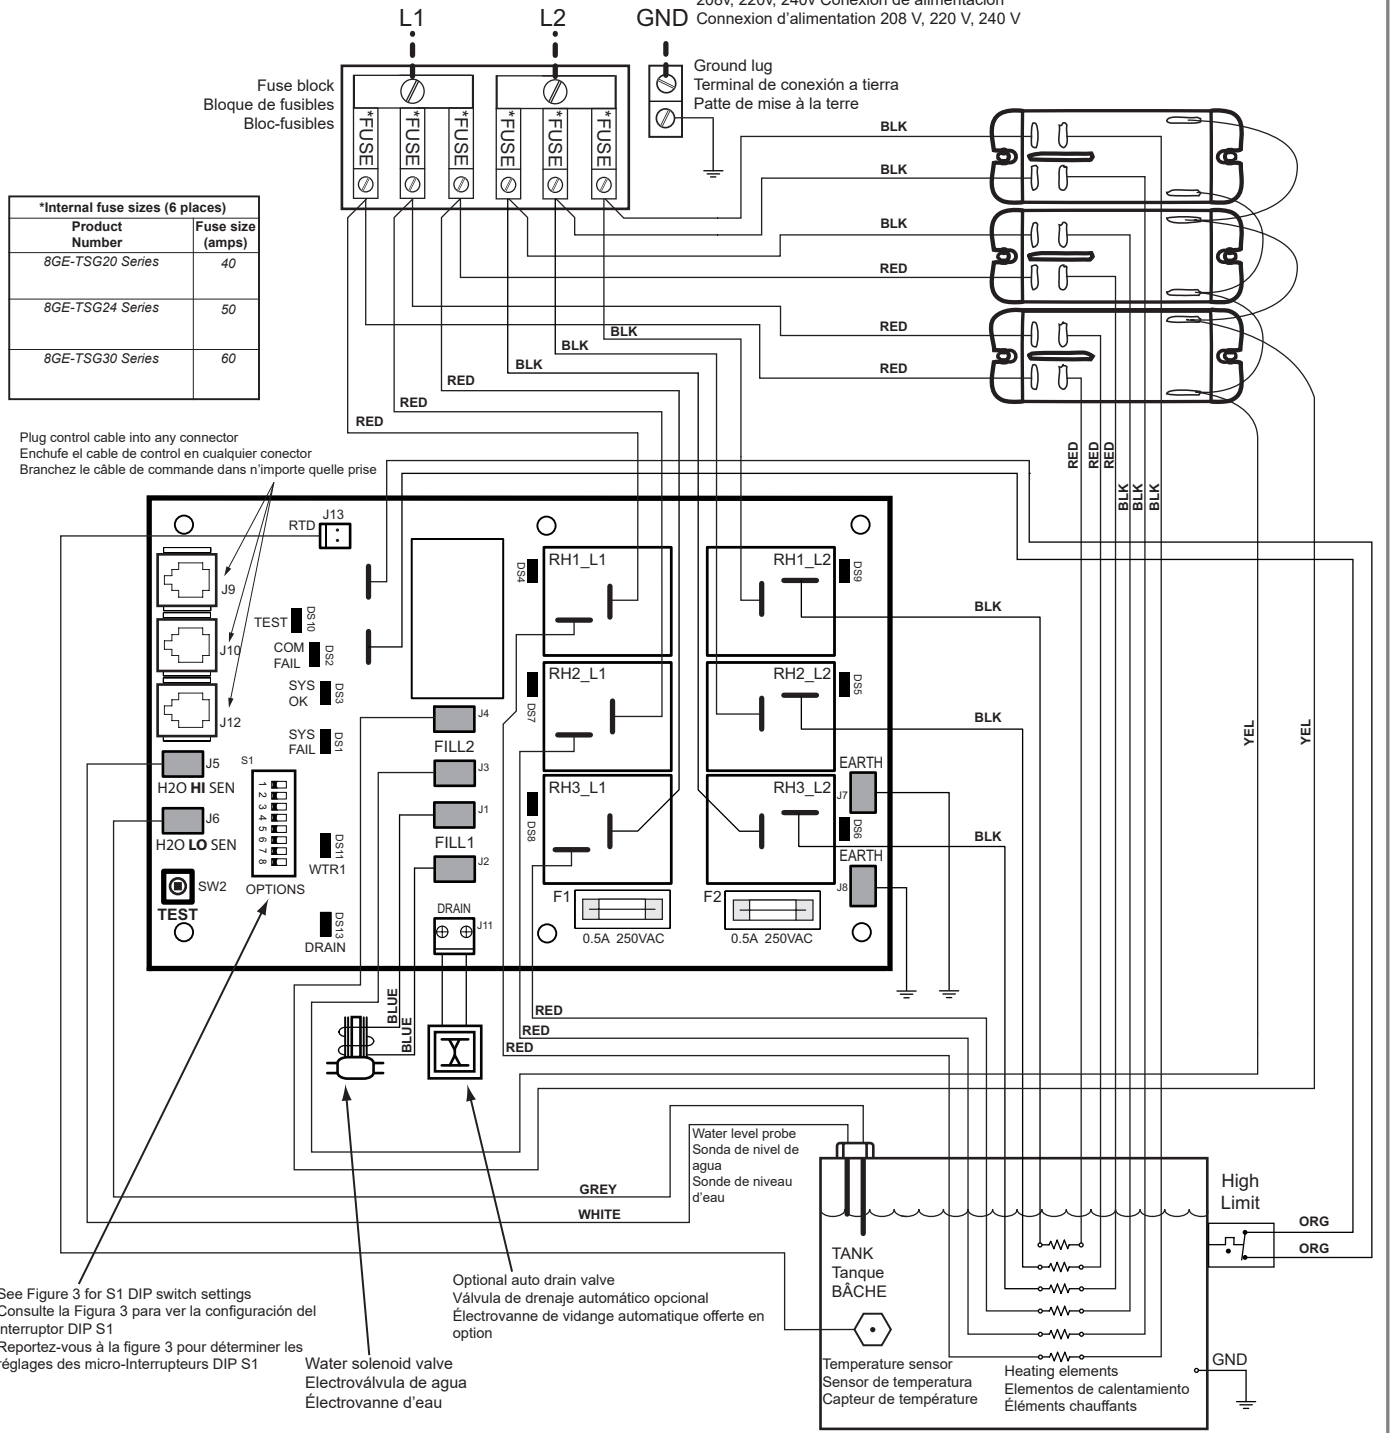 208v, 220v, 240v Conexión de alimentación
L1
L2
GND
Connexion d'alimentation 208 V, 220 V, 240 V
Fuse block
Bloque de fusibles
Bloc-fusibles
Ground lug
Terminal de conexión a tierra
Patte de mise à la terre
*FUSE
*FUSE
*FUSE
*FUSE
*FUSE
*FUSE
BLK
BLK
BLK
RED
RED
RED
*Internal fuse sizes (6 places)
Product Number
Fuse size (amps)
8GE-TSG20 Series 40
8GE-TSG24 Series 50
8GE-TSG30 Series 60
BLK
BLK
BLK
RED
RED
RED
Plug control cable into any connector
Enchufe el cable de control en cualquier conector
Branchez le câble de commande dans n'importe quelle prise
RED
RED
RED
BLK
BLK
BLK
J13
RTD
J9
J10
J12
TEST
DS10
COM FAIL
DS2
SYS OK
DS3
SYS FAIL
DS1
J5
H2O HI SEN
J6
H2O LO SEN
S1
1
2
3
4
5
6
7
8
OPTIONS
SW2
TEST
DS11
WTR1
DS13
DRAIN
J4
FILL2
J3
J1
FILL1
J2
DRAIN
J11
DS4
RH1_L1
DS7
RH2_L1
DS8
RH3_L1
RH1_L2
DS9
RH2_L2
DS5
RH3_L2
EARTH
J7
DS6
EARTH
J8
F1
0.5A 250VAC
F2
0.5A 250VAC
BLK
BLK
BLK
YEL
YEL
BLUE
BLUE
RED
RED
RED
Water level probe
Sonda de nivel de
agua
Sonde de niveau
d'eau
GREY
WHITE
High
Limit
ORG
ORG
TANK
Tanque
BÂCHE
See Figure 3 for S1 DIP switch settings
Consulte la Figura 3 para ver la configuración del
interruptor DIP S1
Reportez-vous à la figure 3 pour déterminer les
réglages des micro-Interrupteurs DIP S1
Optional auto drain valve
Válvula de drenaje automático opcional
Électrovanne de vidange automatique offerte en
option
Water solenoid valve
Electroválvula de agua
Électrovanne d'eau
Temperature sensor
Sensor de temperatura
Capteur de température
Heating elements
Elementos de calentamiento
Éléments chauffants
GND